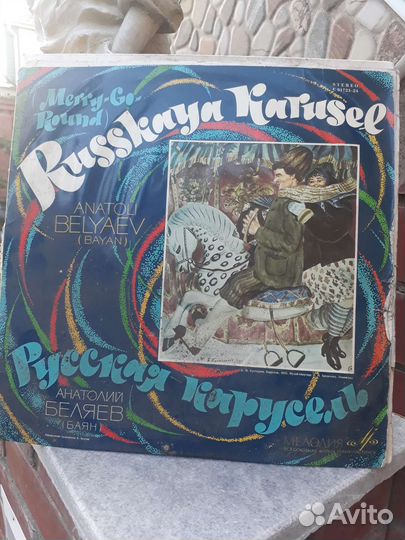 STEREO
Merry-Go-
Round
Russkaya Karusel
ANATOLI
BELYAEV
(BAYAN)
Русская карусель
АНАТОЛИЙ
БЕЛЯЕВ
(БАЯН)
МЕЛОДИЯ
Avito